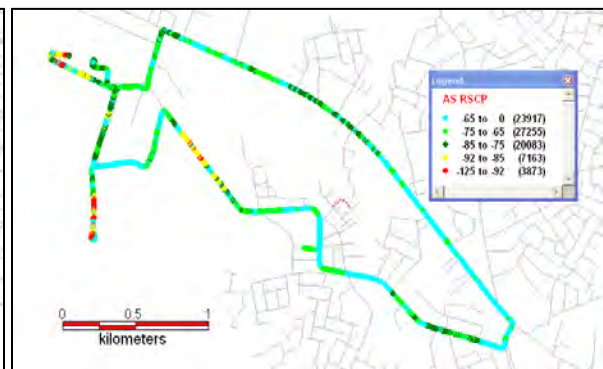 Legend
AS RSCP
-65 to 0 (23917)
-75 to -65 (27255)
-85 to -75 (20083)
-92 to -85 (7163)
-125 to -92 (3873)
0 0.5 1
kilometers